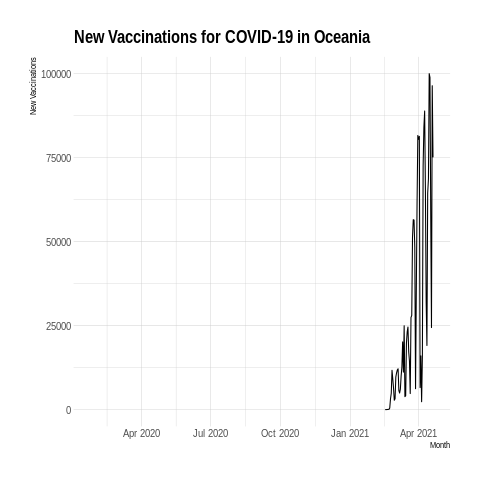 New Vaccinations for COVID-19 in Oceania
New Vaccinations
100000
75000
50000
25000
0
Apr 2020 Jul 2020 Oct 2020 Jan 2021 Apr 2021
Month